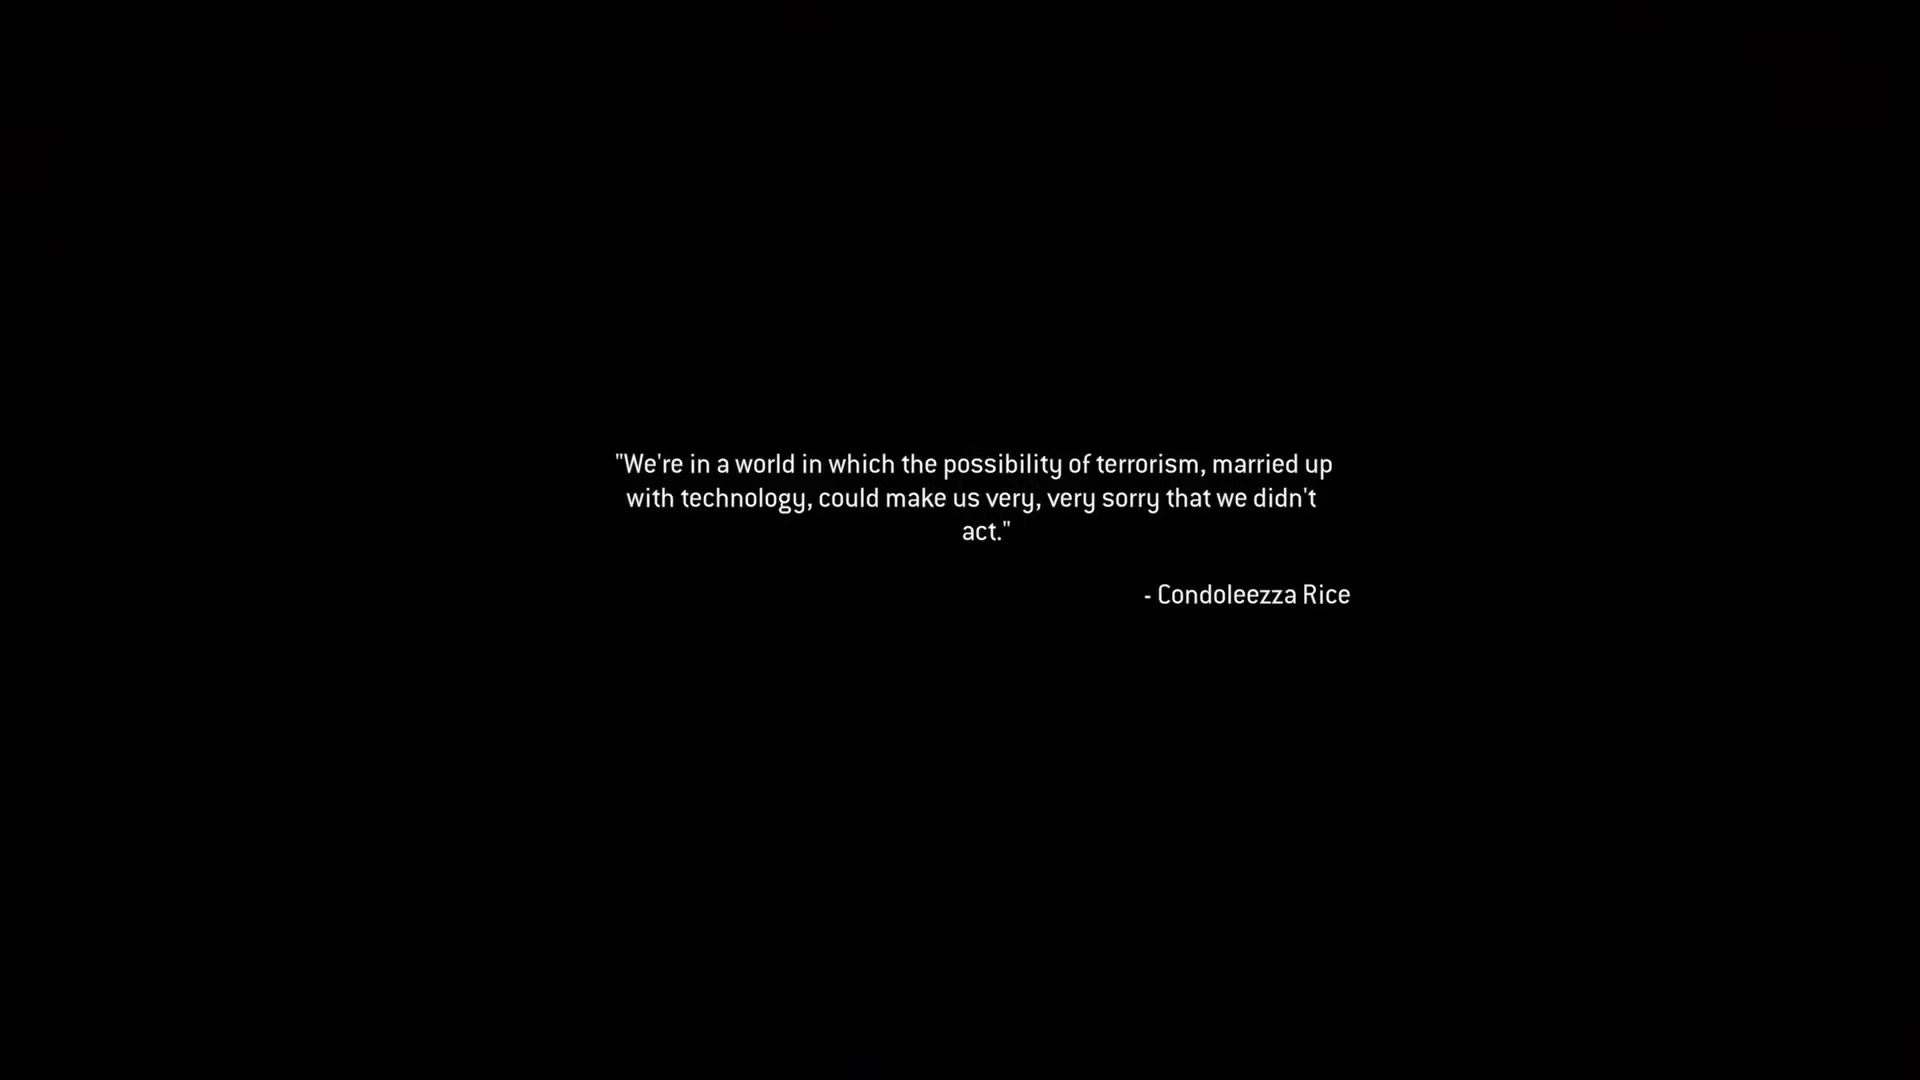 "We're in a world in which the possibility of terrorism, married up
with technology, could make us very, very sorry that we didn't
act."
- Condoleezza Rice